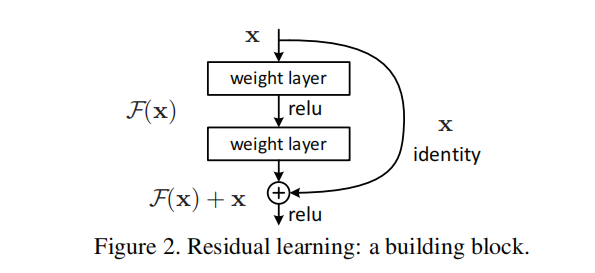 x
weight layer
relu
F(x)
weight layer
x
identity
F(x) + x
+
relu
Figure 2. Residual learning: a building block.